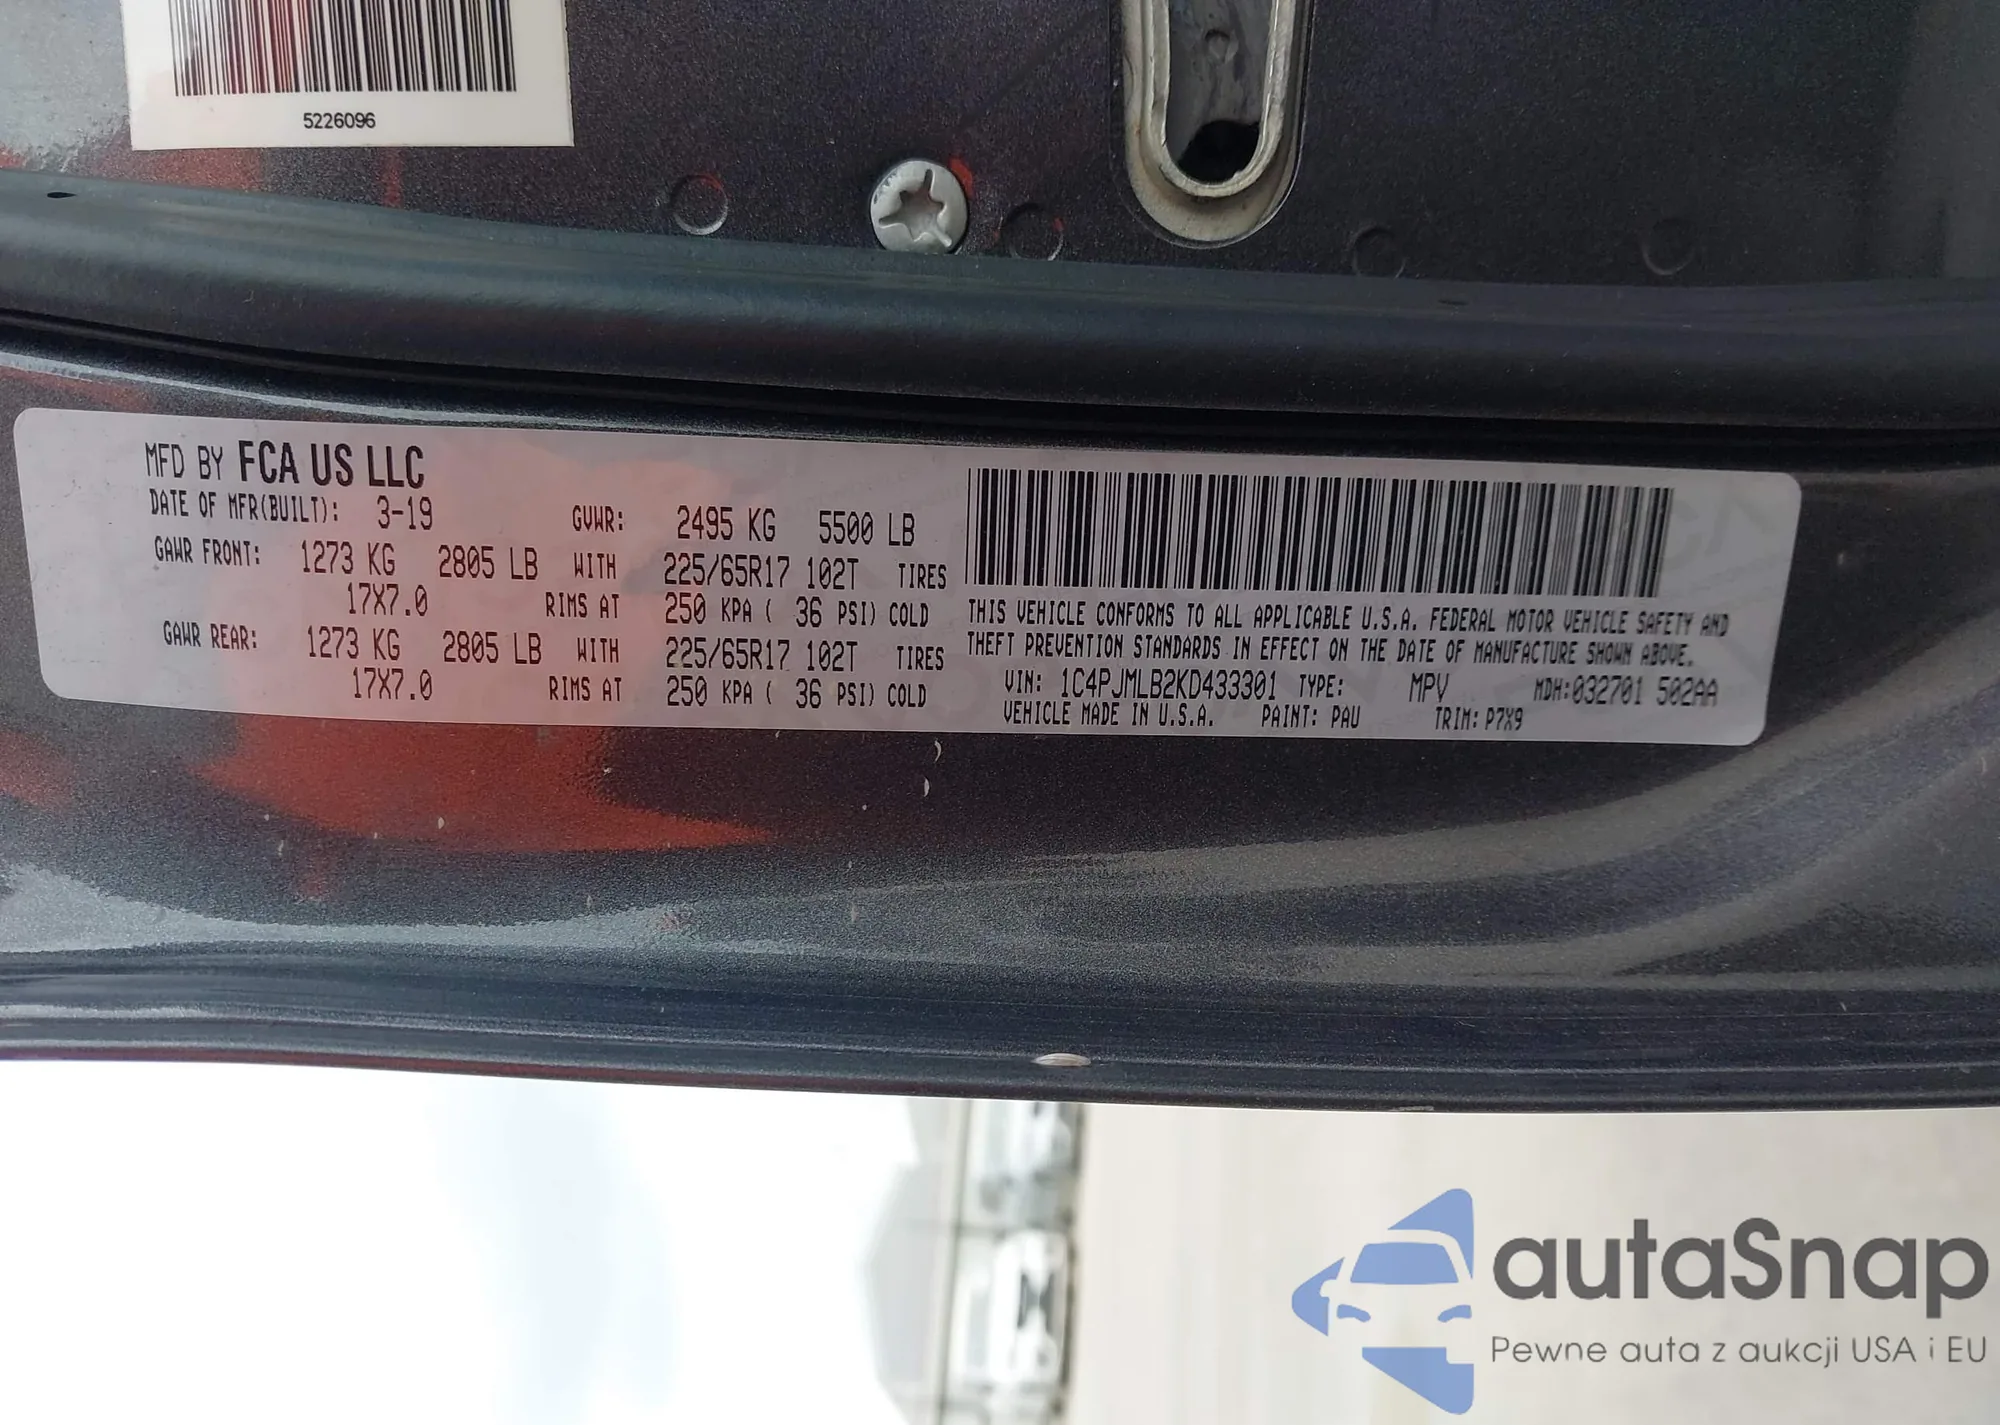 5226096
MFD BY FCA US LLC
DATE OF MFR(BUILT): 3-19 GVWR: 2495 KG 5500 LB
GAWR FRONT: 1273 KG 2805 LB WITH 225/65R17 102T TIRES
17X7.0 RIMS AT 250 KPA ( 36 PSI) COLD
GAWR REAR: 1273 KG 2805 LB WITH 225/65R17 102T TIRES
17X7.0 RIMS AT 250 KPA ( 36 PSI) COLD
THIS VEHICLE CONFORMS TO ALL APPLICABLE U.S.A. FEDERAL MOTOR VEHICLE SAFETY AND
THEFT PREVENTION STANDARDS IN EFFECT ON THE DATE OF MANUFACTURE SHOWN ABOVE.
VIN: 1C4PJMLB2KD433301 TYPE: MPV MDH:032701 502AA
VEHICLE MADE IN U.S.A. PAINT: PAU TRIM: P7X9
autaSnap
Pewne auta z aukcji USA i EU